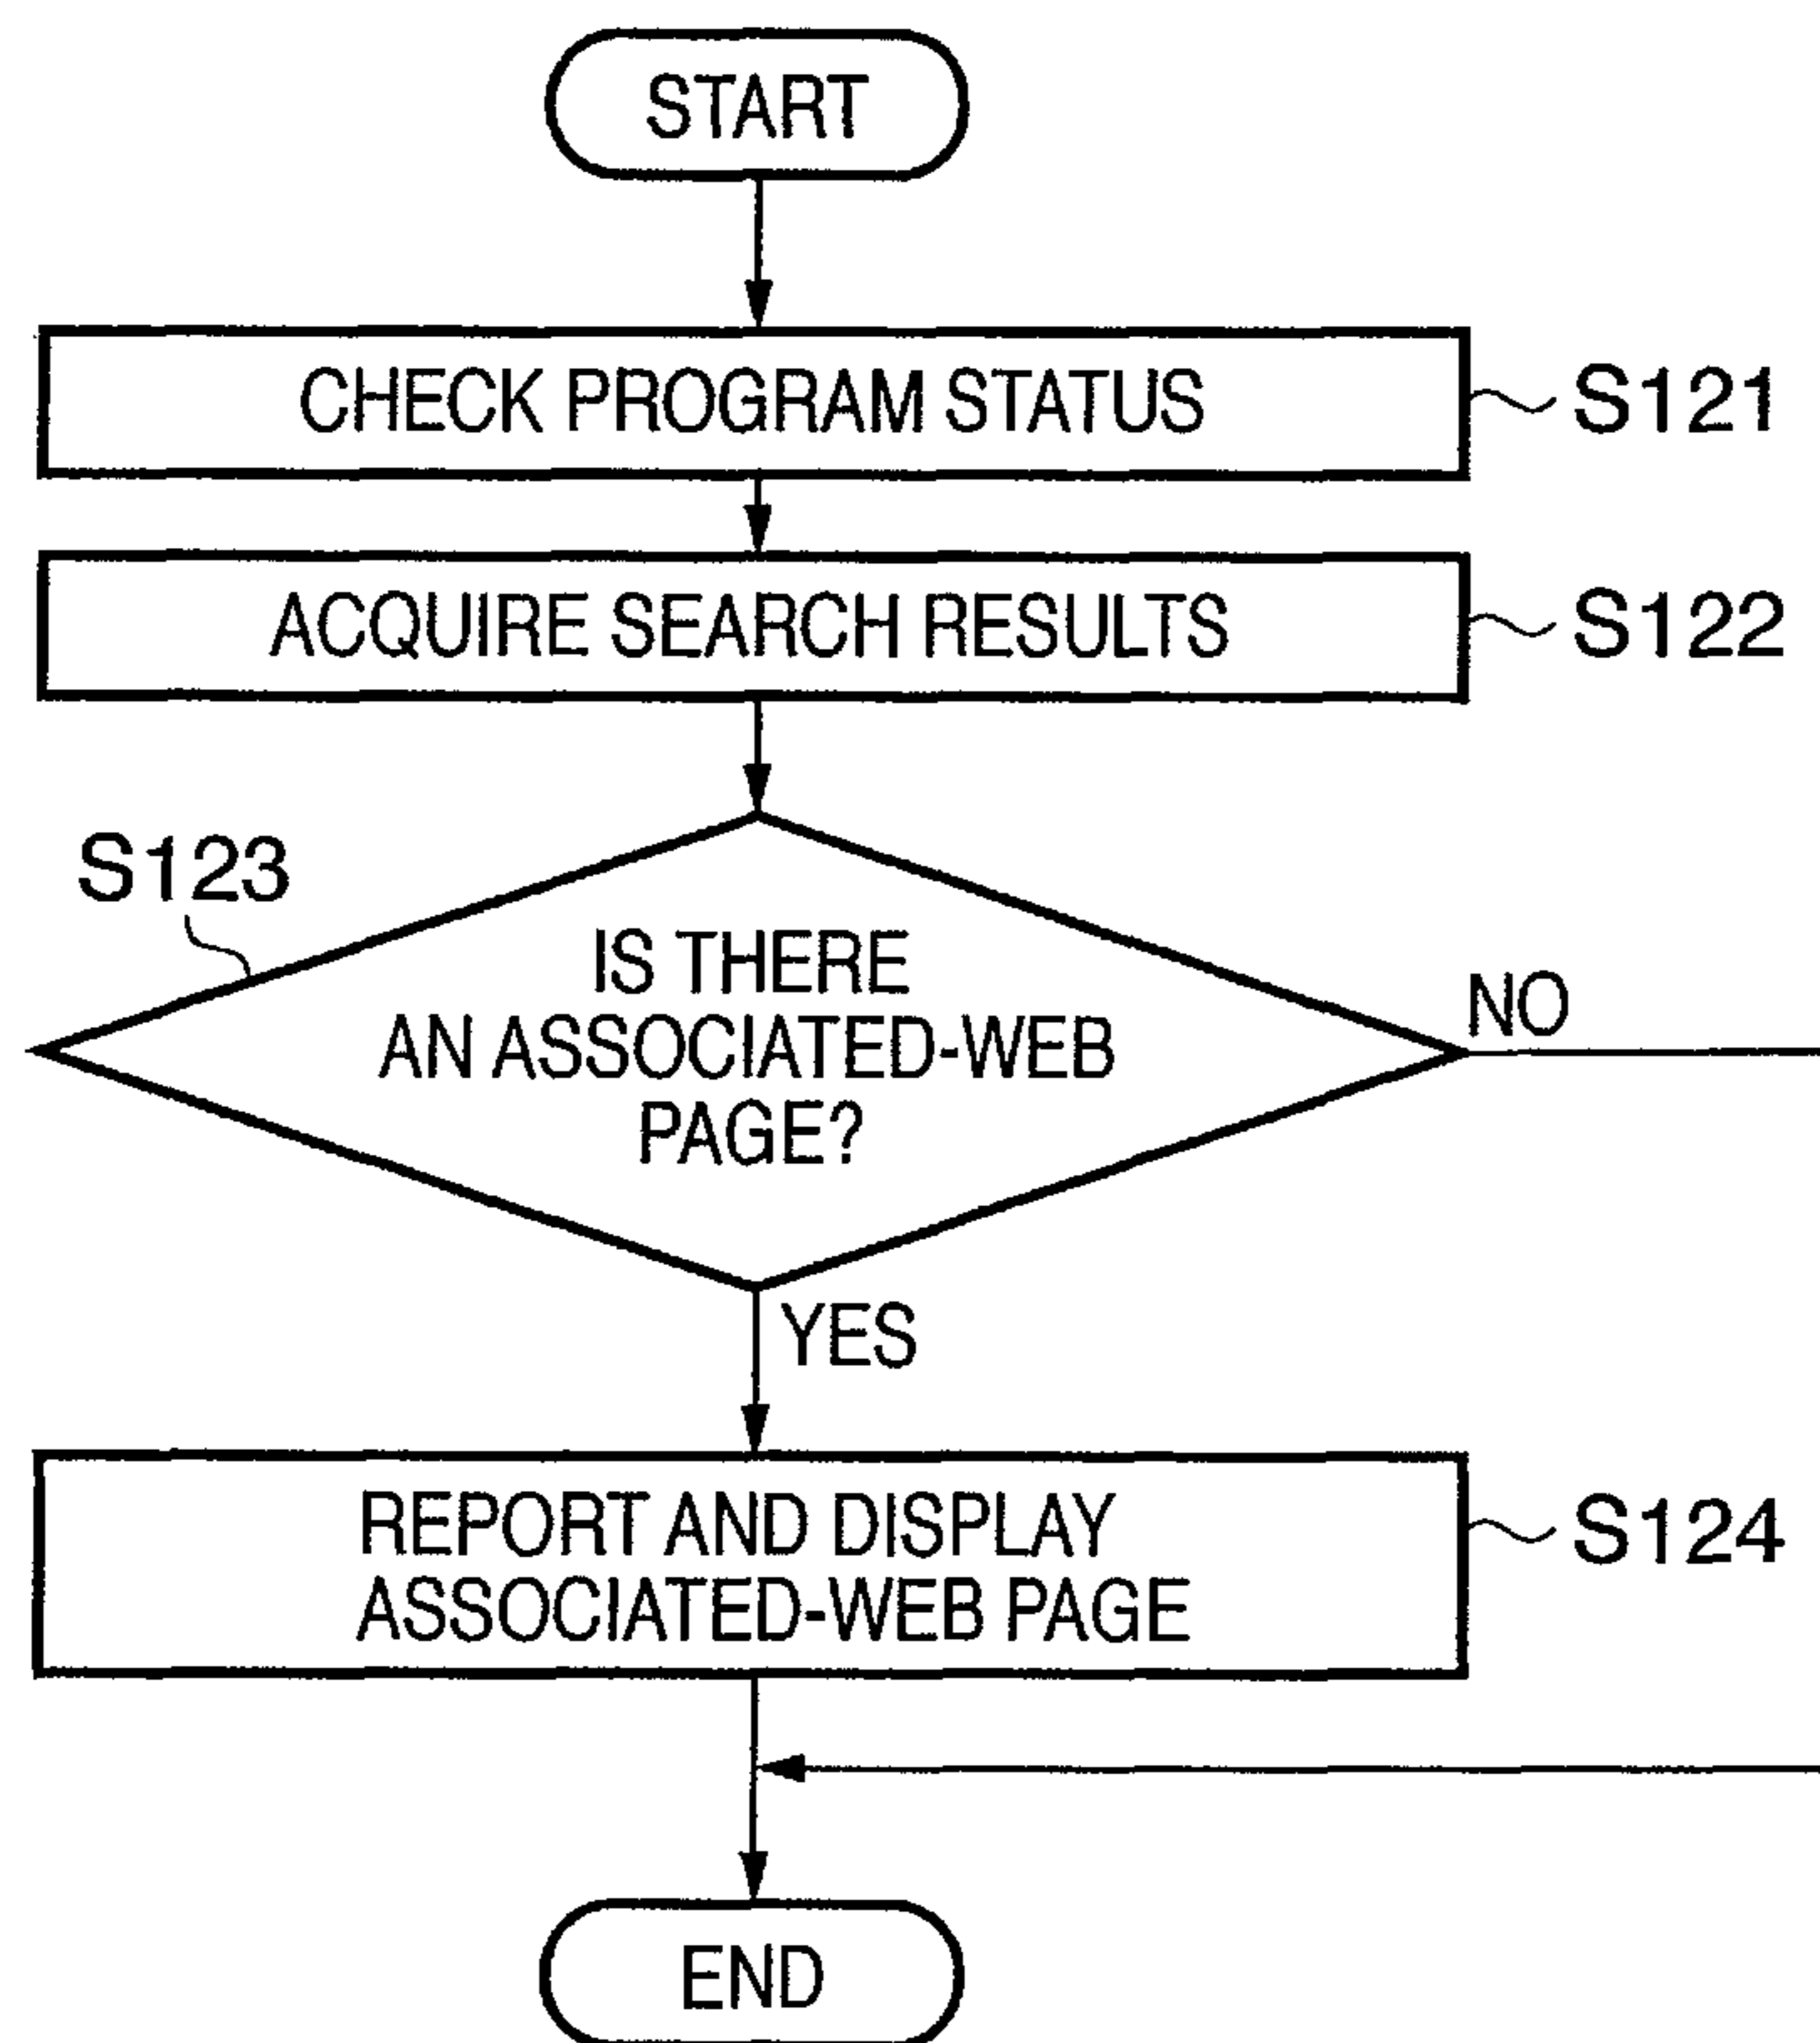 START
CHECK PROGRAM STATUS
S121
ACQUIRE SEARCH RESULTS
S122
S123
IS THERE
AN ASSOCIATED-WEB
PAGE?
NO
YES
REPORT AND DISPLAY
ASSOCIATED-WEB PAGE
S124
END